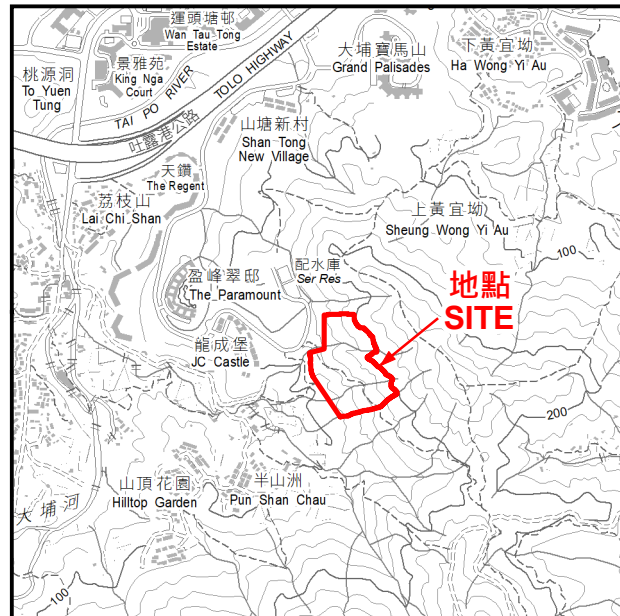 運頭塘邨
Wan Tau Tong
Estate
景雅苑
King Nga
Court
桃源洞
To Yuen
Tung
TAI PO RIVER
TOLO HIGHWAY
吐露港公路
大埔寶馬山
Grand Palisades
下黃宜坳
Ha Wong Yi Au
山塘新村
Shan Tong
New Village
天鑽
The Regent
荔枝山
Lai Chi Shan
上黃宜坳
Sheung Wong Yi Au
100
配水庫
Ser Res
盈峰翠邸
The Paramount
地點
SITE
龍成堡
JC Castle
200
山頂花園
Hilltop Garden
半山洲
Pun Shan Chau
大埔河
100